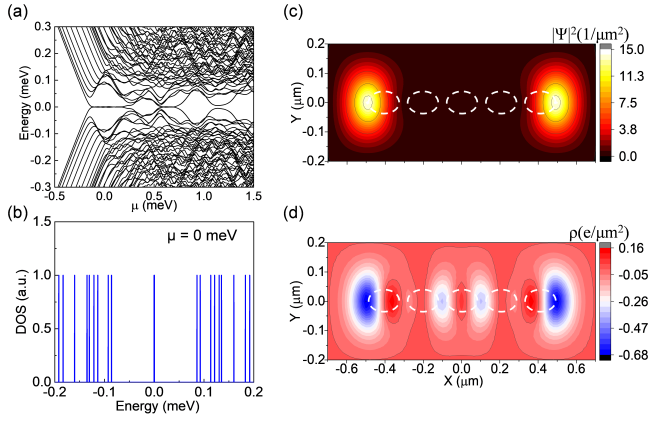 (a)
0.3
0.2
0.1
0.0
-0.1
-0.2
-0.3
Energy (meV)
-0.5 0.0 0.5 1.0 1.5
μ (meV)
(b)
1.5
1.0
0.5
0.0
DOS (a.u.)
μ = 0 meV
-0.2 -0.1 0.0 0.1 0.2
Energy (meV)
(c)
|Ψ|²(1/μm²)
0.2
0.1
0.0
-0.1
-0.2
Y (μm)
15.0
11.3
7.5
3.8
0.0
(d)
ρ(e/μm²)
0.2
0.1
0.0
-0.1
-0.2
Y (μm)
0.16
-0.05
-0.26
-0.47
-0.68
-0.6 -0.4 -0.2 0.0 0.2 0.4 0.6
X (μm)